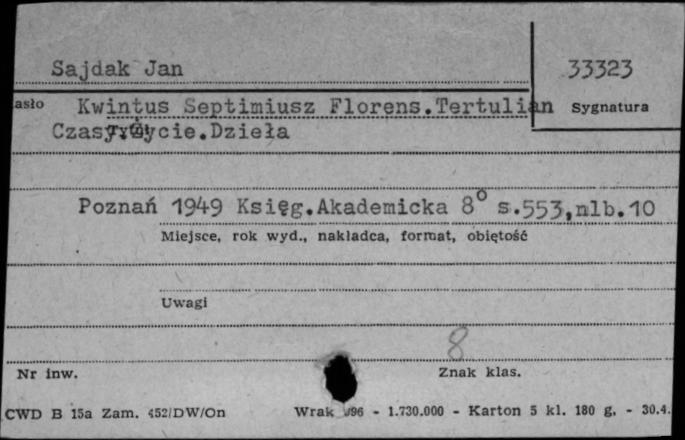 Sajdak Jan
33323
asło Kwintus Septimiusz Florens.Tertulian
Sygnatura
Czasy.życie.Dzieła
Poznań 1949 Księg.Akademicka 8° s.553,nlb.10
Miejsce, rok wyd., nakładca, format, objętość
Uwagi
8
Nr inw.
Znak klas.
CWD B 15a Zam. 452/DW/On Wrak /96 - 1.730.000 - Karton 5 kl. 180 g. - 30.4.